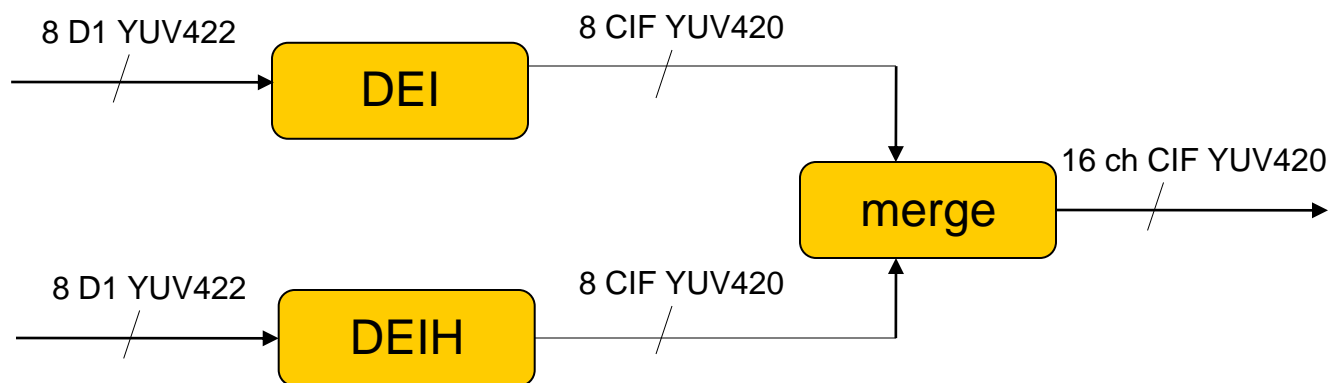 8 D1 YUV422
DEI
8 CIF YUV420
merge
16 ch CIF YUV420
8 D1 YUV422
DEIH
8 CIF YUV420